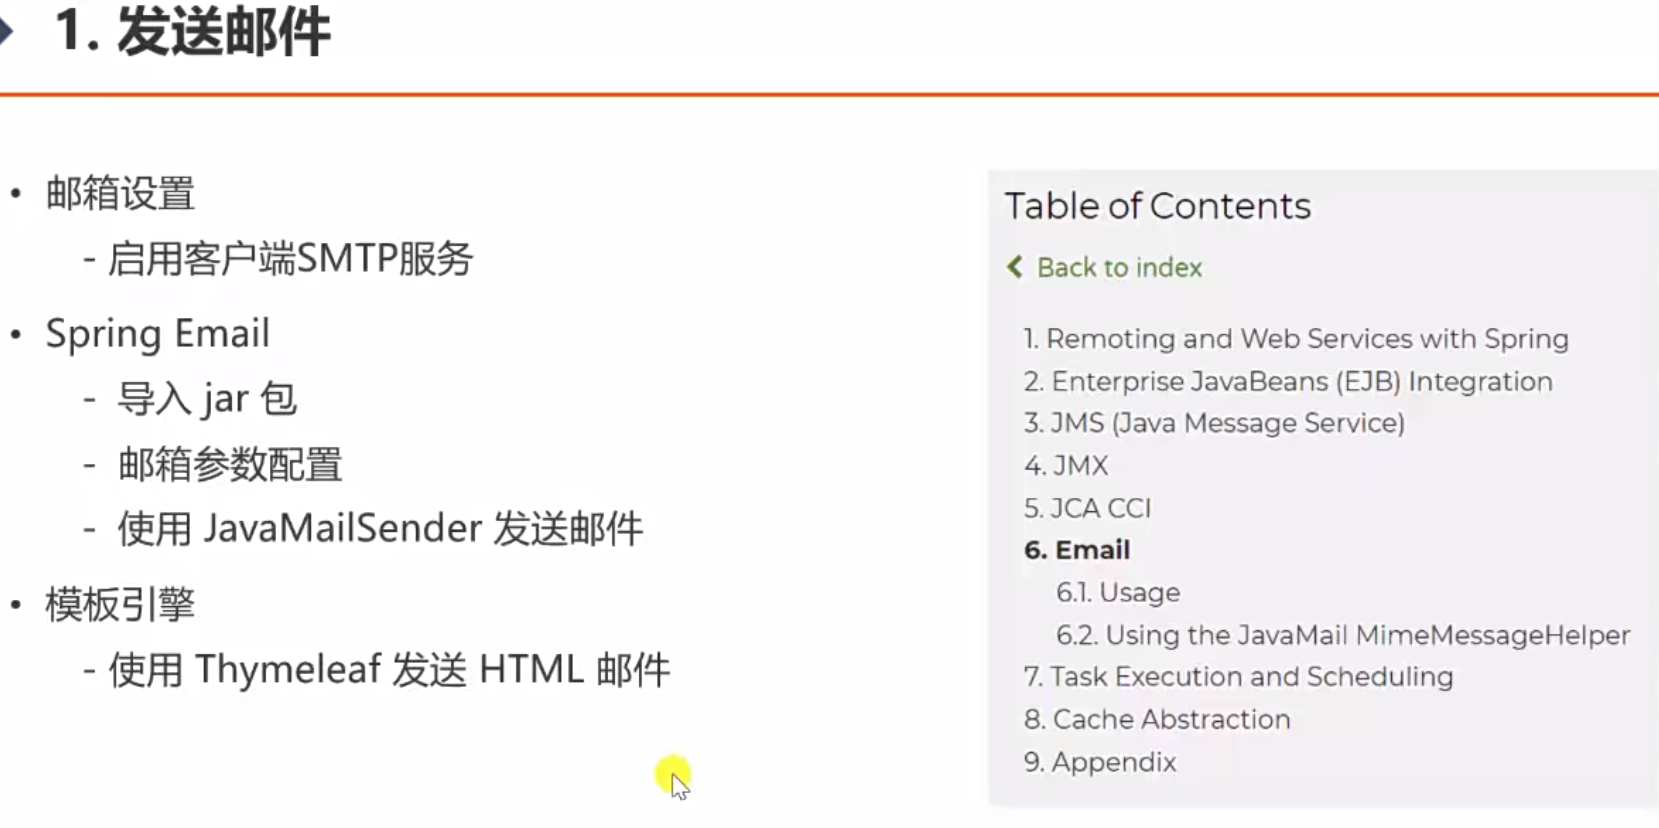 1. 发送邮件
• 邮箱设置
- 启用客户端SMTP服务
• Spring Email
- 导入 jar 包
- 邮箱参数配置
- 使用 JavaMailSender 发送邮件
• 模板引擎
- 使用 Thymeleaf 发送 HTML 邮件
Table of Contents
Back to index
1. Remoting and Web Services with Spring
2. Enterprise JavaBeans (EJB) Integration
3. JMS (Java Message Service)
4. JMX
5. JCA CCI
6. Email
6.1. Usage
6.2. Using the JavaMail MimeMessageHelper
7. Task Execution and Scheduling
8. Cache Abstraction
9. Appendix